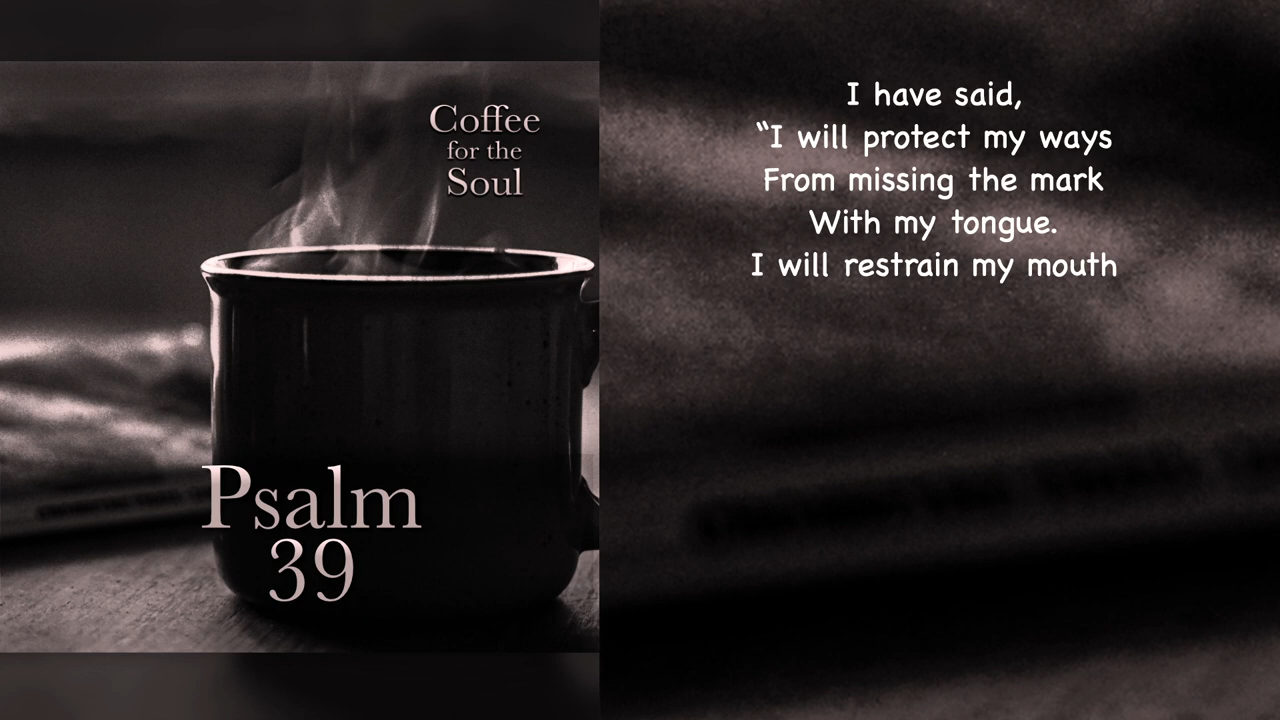 Coffee
for the
Soul
Psalm
39
I have said,
“I will protect my ways
From missing the mark
With my tongue.
I will restrain my mouth